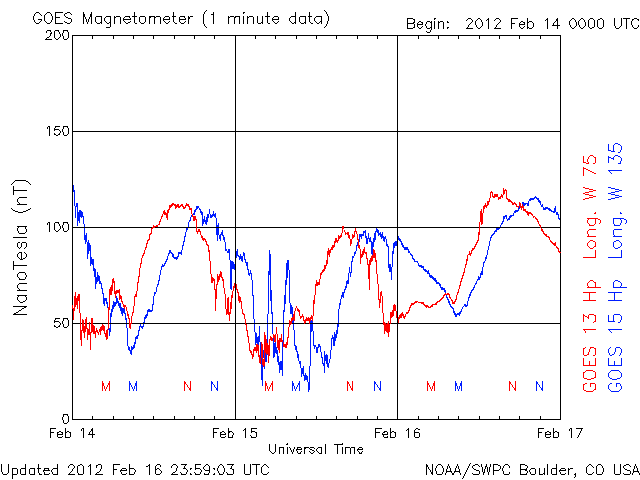 GOES Magnetometer (1 minute data)
Begin: 2012 Feb 14 0000 UTC
200
150
100
50
0
NanoTesla (nT)
M M N N M M N N M M N N
Feb 14 Feb 15 Feb 16 Feb 17
Universal Time
GOES 13 Hp Long. W 75
GOES 15 Hp Long. W 135
Updated 2012 Feb 16 23:59:03 UTC
NOAA/SWPC Boulder, CO USA